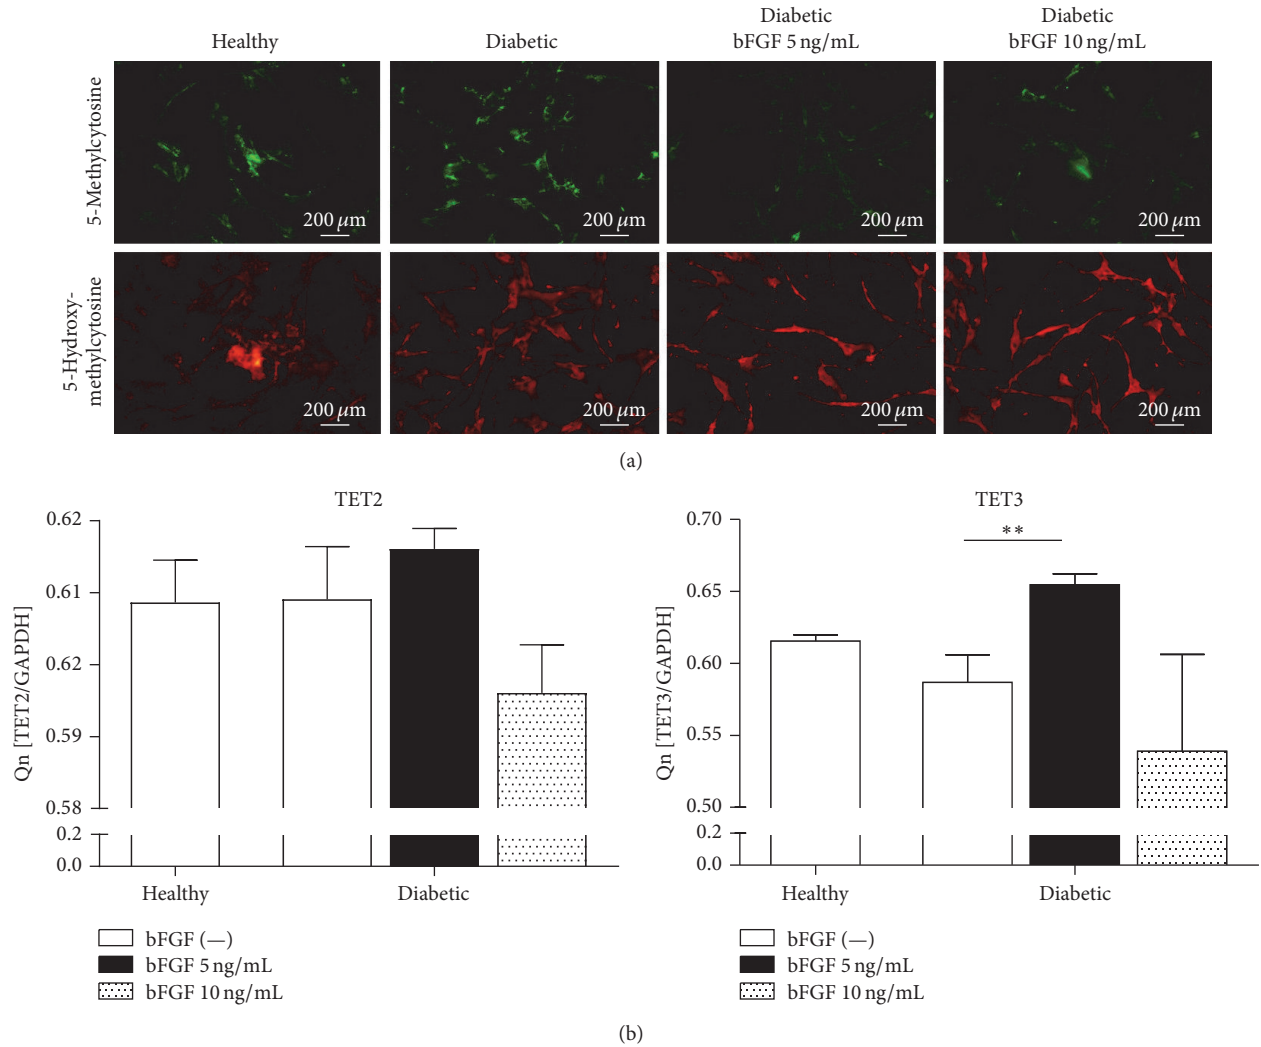 Healthy
Diabetic
Diabetic
bFGF 5 ng/mL
Diabetic
bFGF 10 ng/mL
5-Methylcytosine
200 μm
200 μm
200 μm
200 μm
5-Hydroxy-
methylcytosine
200 μm
200 μm
200 μm
200 μm
(a)
TET2
Qn [TET2/GAPDH]
0.62
0.61
0.62
0.59
0.58
0.2
0.0
Healthy
Diabetic
bFGF (—)
bFGF 5 ng/mL
bFGF 10 ng/mL
TET3
Qn [TET3/GAPDH]
0.70
0.65
0.60
0.55
0.50
0.2
0.0
**
Healthy
Diabetic
bFGF (—)
bFGF 5 ng/mL
bFGF 10 ng/mL
(b)